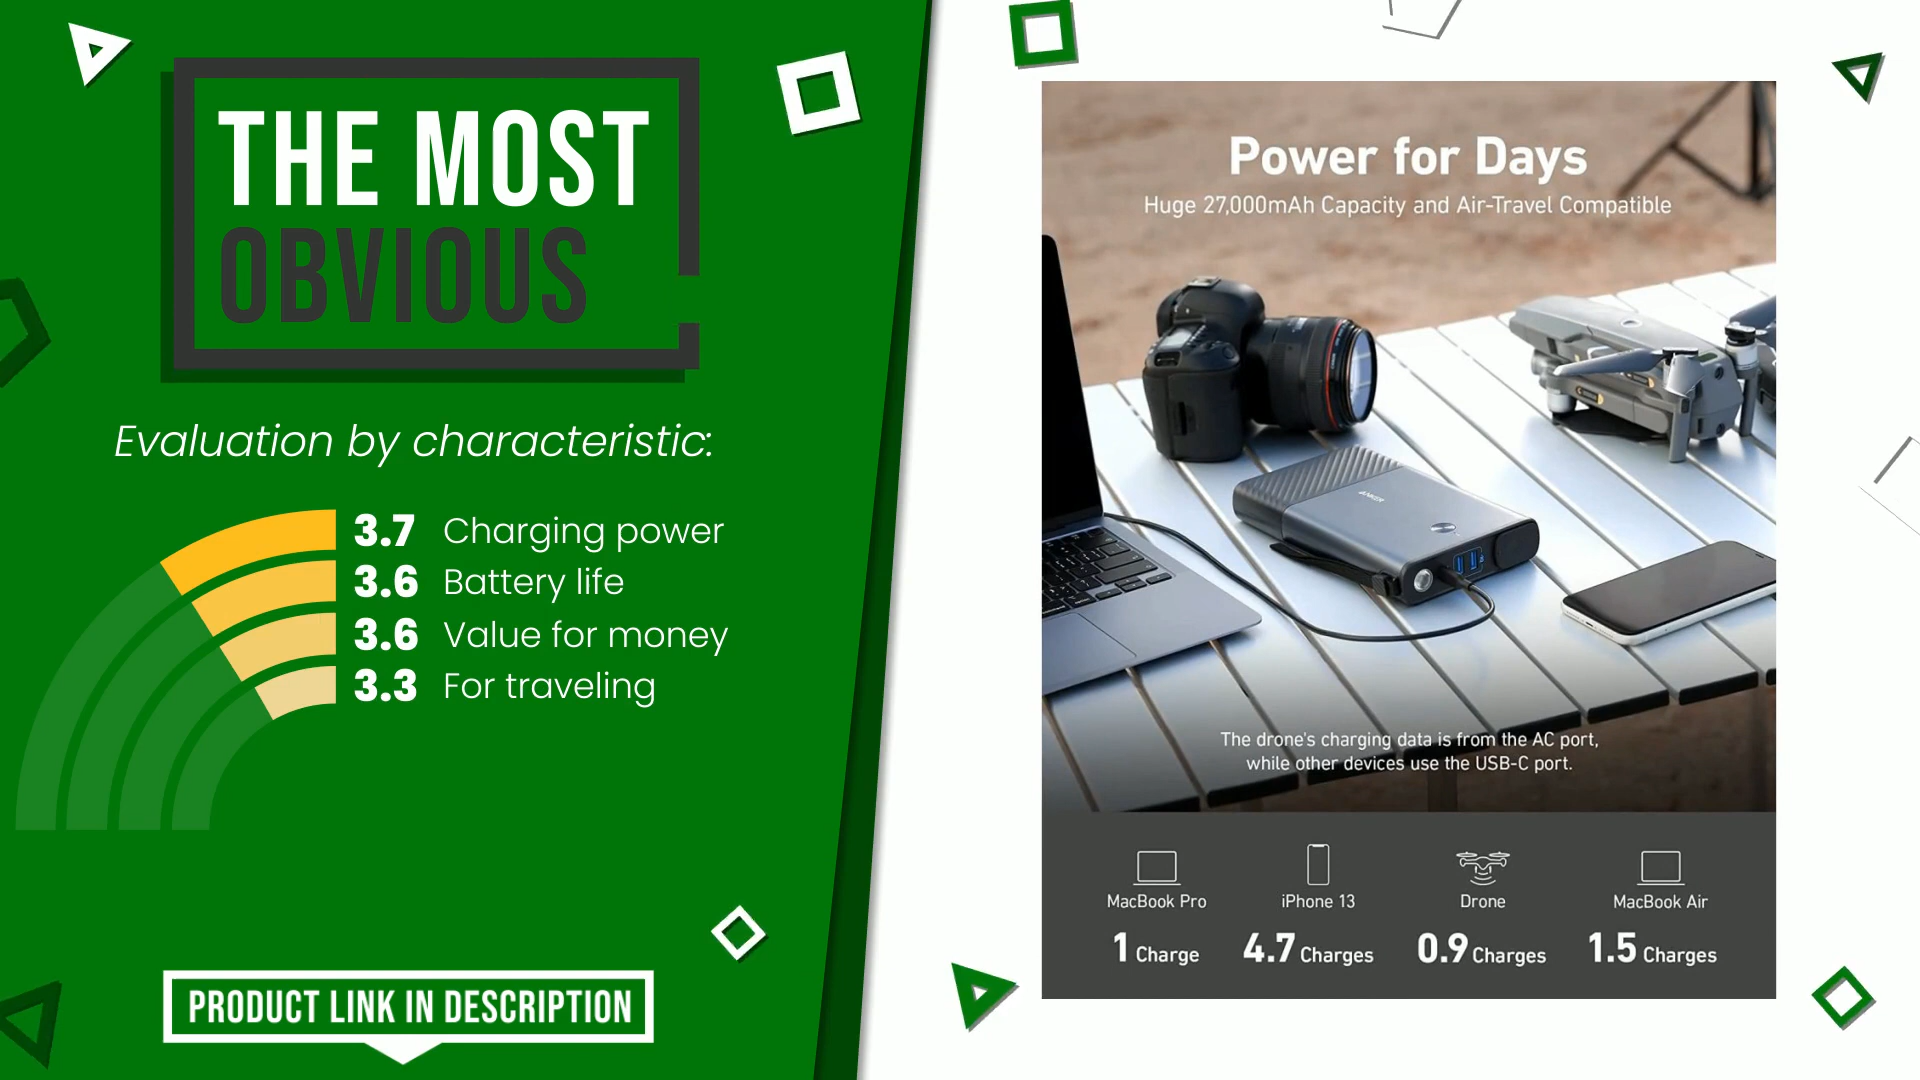 THE MOST
OBVIOUS
Evaluation by characteristic:
3.7 Charging power
3.6 Battery life
3.6 Value for money
3.3 For traveling
PRODUCT LINK IN DESCRIPTION
Power for Days
Huge 27,000mAh Capacity and Air-Travel Compatible
ANKER
The drone's charging data is from the AC port,
while other devices use the USB-C port.
MacBook Pro iPhone 13 Drone MacBook Air
1 Charge 4.7 Charges 0.9 Charges 1.5 Charges